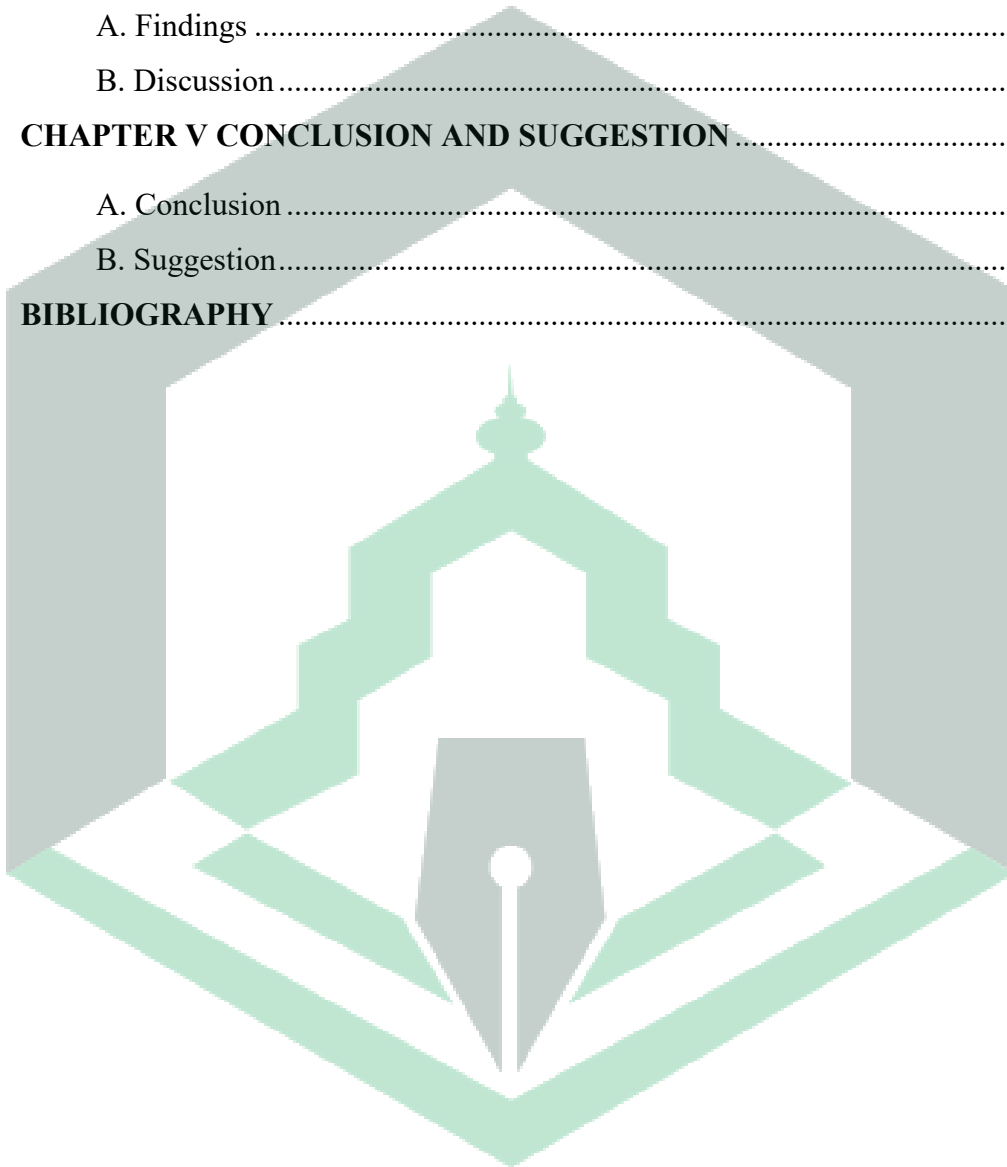 A. Findings ........................................................................................
B. Discussion .....................................................................................
CHAPTER V CONCLUSION AND SUGGESTION ...............................
A. Conclusion ....................................................................................
B. Suggestion.....................................................................................
BIBLIOGRAPHY .....................................................................................